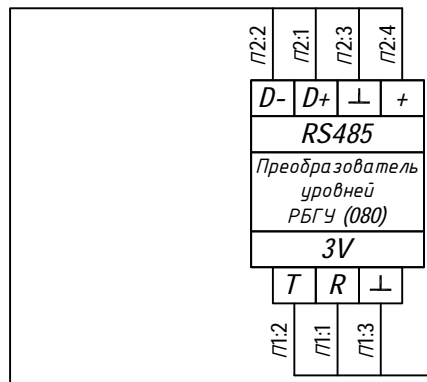 П2:2 П2:1 П2:3 П2:4
D- D+ ⊥ +
RS485
Преобразователь
уровней
РБГУ (080)
3V
T R ⊥
П1:2 П1:1 П1:3